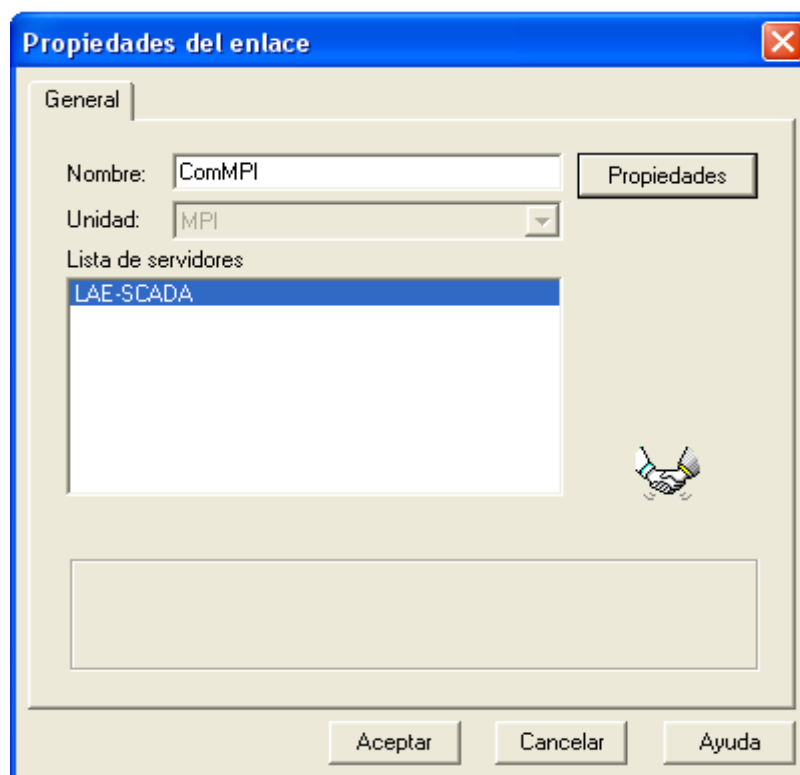 Propiedades del enlace
General
Nombre: ComMPI Propiedades
Unidad: MPI
Lista de servidores
LAE-SCADA
Aceptar Cancelar Ayuda